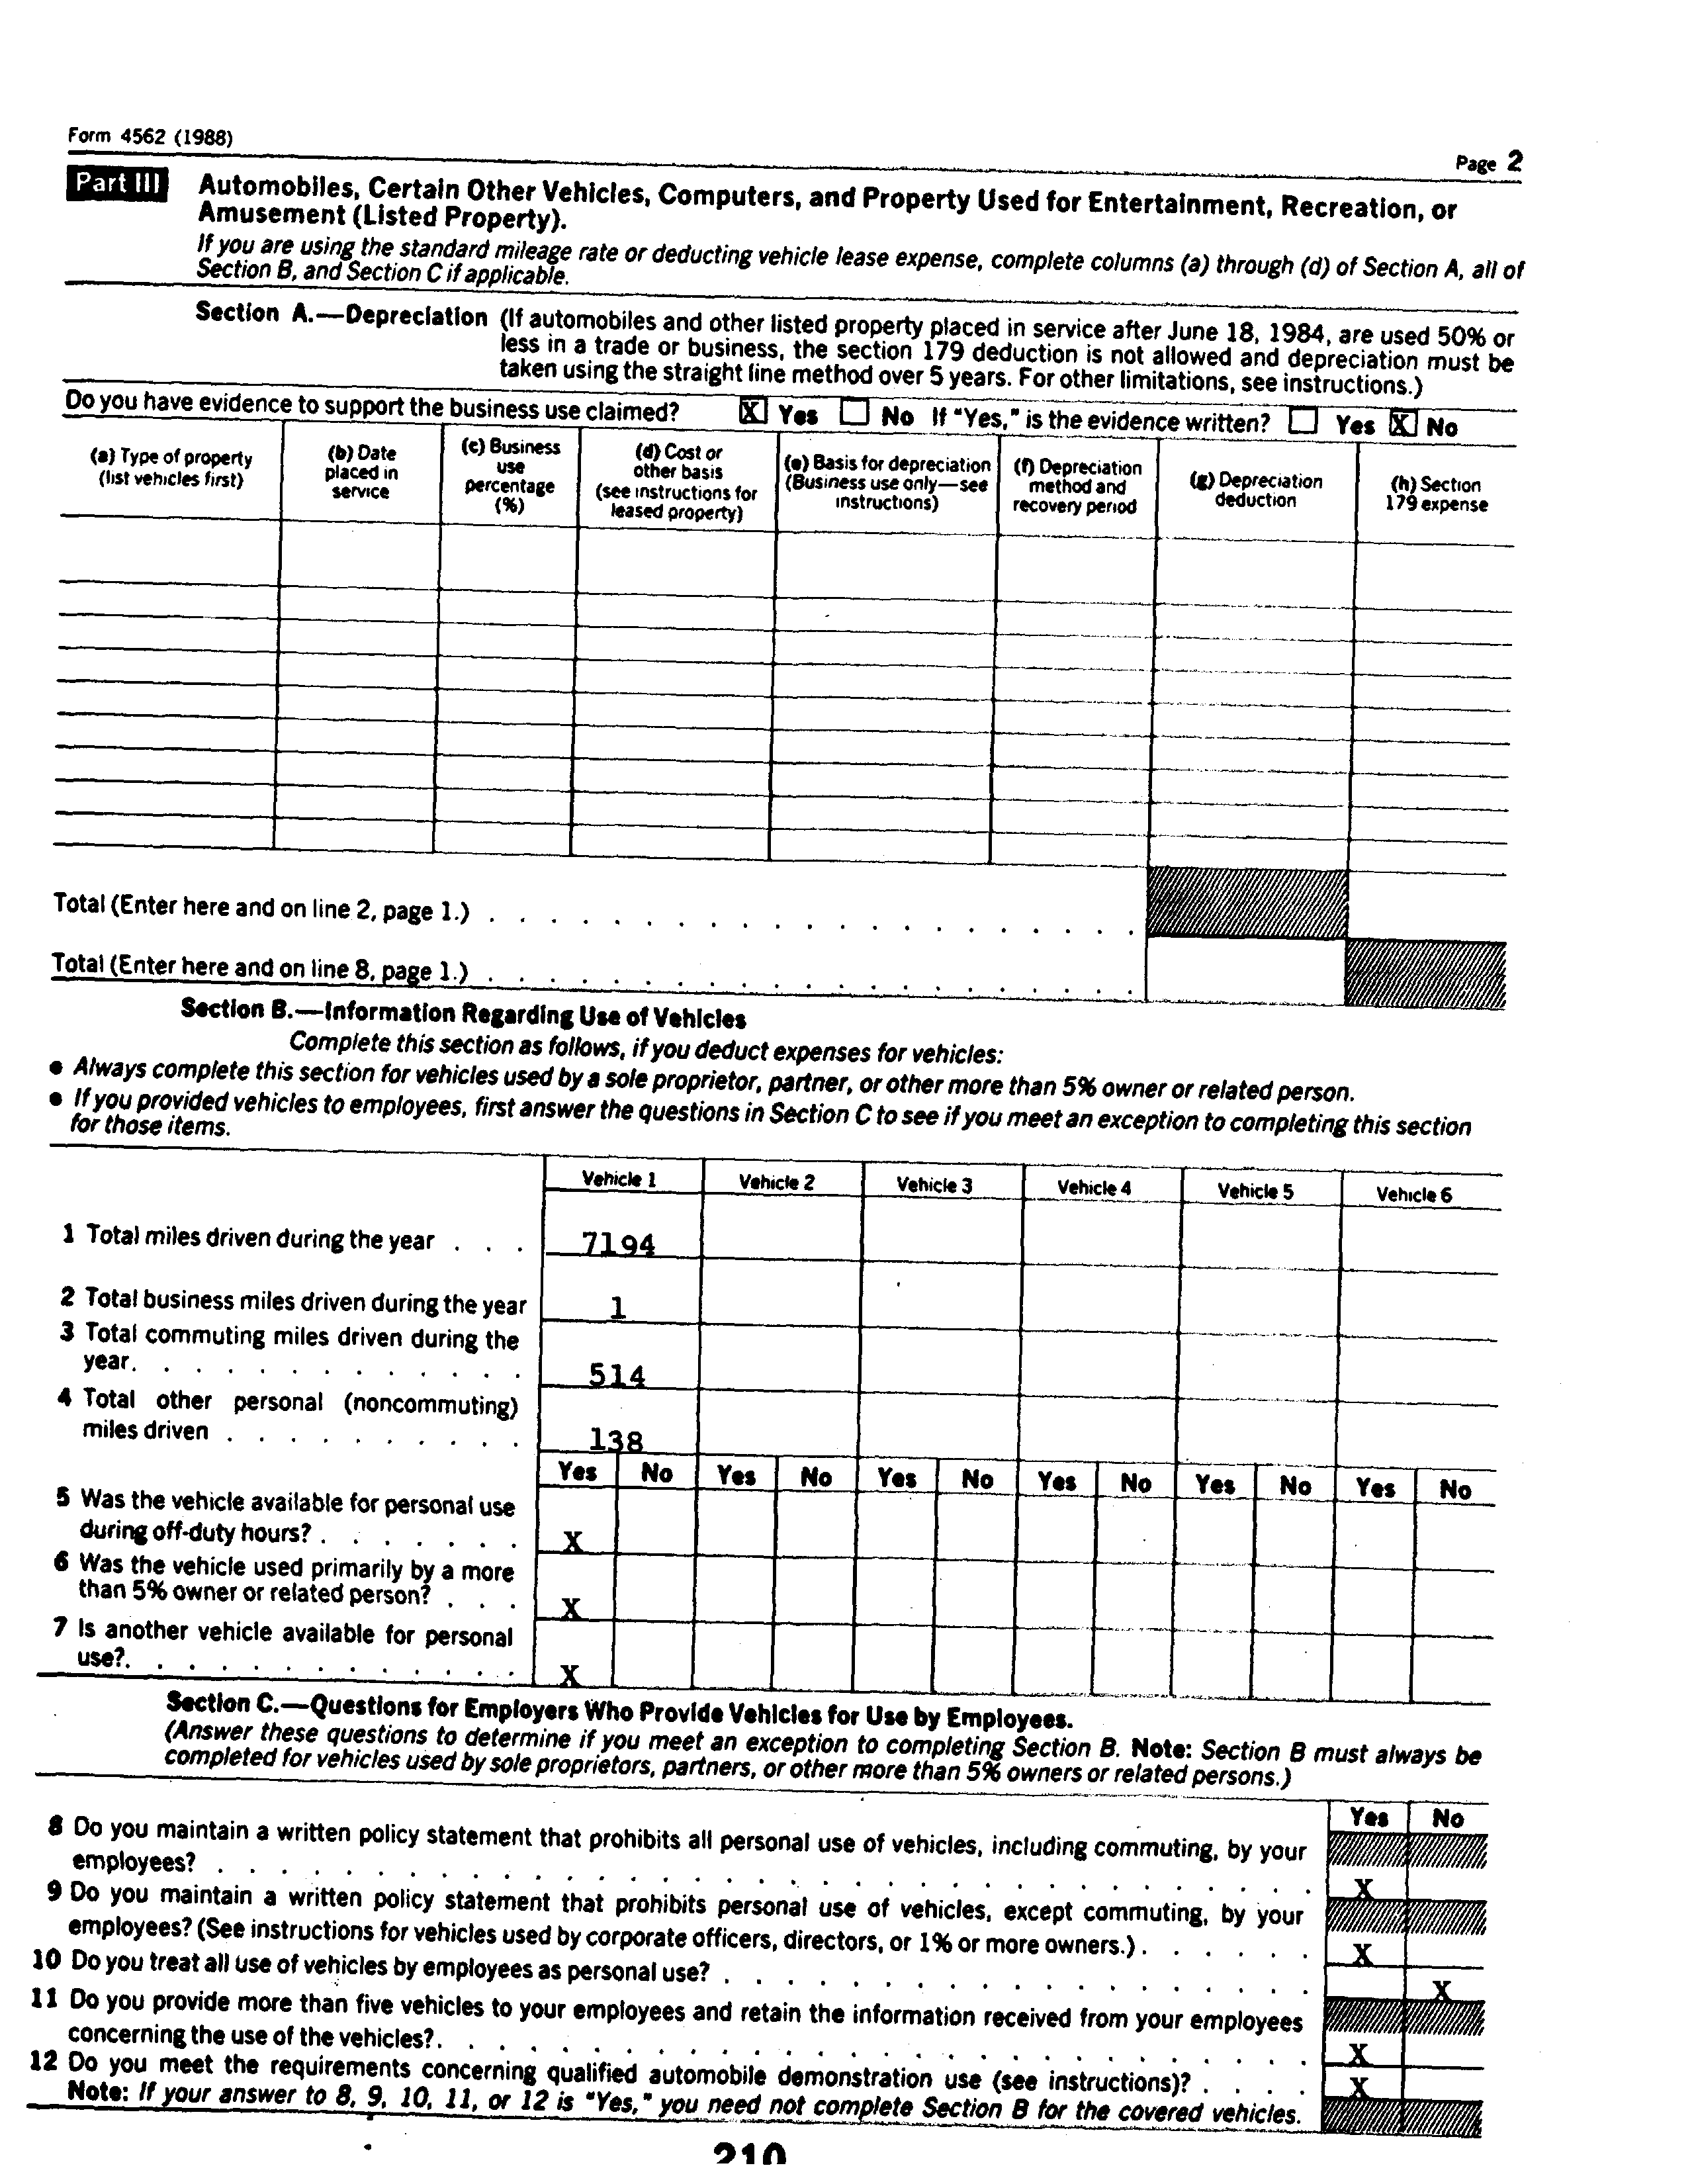 Form 4562 (1988)
Page 2
Part III Automobiles, Certain Other Vehicles, Computers, and Property Used for Entertainment, Recreation, or
Amusement (Listed Property).
If you are using the standard mileage rate or deducting vehicle lease expense, complete columns (a) through (d) of Section A, all of
Section B, and Section C if applicable.
Section A.—Depreciation (If automobiles and other listed property placed in service after June 18, 1984, are used 50% or
less in a trade or business, the section 179 deduction is not allowed and depreciation must be
taken using the straight line method over 5 years. For other limitations, see instructions.)
Do you have evidence to support the business use claimed? X Yes No If "Yes," is the evidence written? Yes X No
(a) Type of property
(list vehicles first)
(b) Date
placed in
service
(c) Business
use
percentage
(%)
(d) Cost or
other basis
(see instructions for
leased property)
(e) Basis for depreciation
(Business use only—see
instructions)
(f) Depreciation
method and
recovery period
(g) Depreciation
deduction
(h) Section
179 expense
Total (Enter here and on line 2, page 1.) . . . . . . . . . . . . . . . . . . . . .
Total (Enter here and on line 8, page 1.) . . . . . . . . . . . . . . . . . . . . .
Section B.—Information Regarding Use of Vehicles
Complete this section as follows, if you deduct expenses for vehicles:
● Always complete this section for vehicles used by a sole proprietor, partner, or other more than 5% owner or related person.
● If you provided vehicles to employees, first answer the questions in Section C to see if you meet an exception to completing this section
for those items.
Vehicle 1 Vehicle 2 Vehicle 3 Vehicle 4 Vehicle 5 Vehicle 6
1 Total miles driven during the year . . . 7194
2 Total business miles driven during the year 1
3 Total commuting miles driven during the
year. . . . . . . . . . . . . 514
4 Total other personal (noncommuting)
miles driven . . . . . . . . . . 138
Yes No Yes No Yes No Yes No Yes No Yes No
5 Was the vehicle available for personal use
during off-duty hours? . . . . . . . X
6 Was the vehicle used primarily by a more
than 5% owner or related person? . . . X
7 Is another vehicle available for personal
use?. . . . . . . . . . . . . X
Section C.—Questions for Employers Who Provide Vehicles for Use by Employees.
(Answer these questions to determine if you meet an exception to completing Section B. Note: Section B must always be
completed for vehicles used by sole proprietors, partners, or other more than 5% owners or related persons.)
Yes No
8 Do you maintain a written policy statement that prohibits all personal use of vehicles, including commuting, by your
employees? . . . . . . . . . . . . . . . . . . . . . . . . . . . . . . . . . . X
9 Do you maintain a written policy statement that prohibits personal use of vehicles, except commuting, by your
employees? (See instructions for vehicles used by corporate officers, directors, or 1% or more owners.) . . . . . . X
10 Do you treat all use of vehicles by employees as personal use? . . . . . . . . . . . . . . . . . . . X
11 Do you provide more than five vehicles to your employees and retain the information received from your employees
concerning the use of the vehicles?. . . . . . . . . . . . . . . . . . . . . . . . . . . . X
12 Do you meet the requirements concerning qualified automobile demonstration use (see instructions)? . . . . X
Note: If your answer to 8, 9, 10, 11, or 12 is "Yes," you need not complete Section B for the covered vehicles.
210